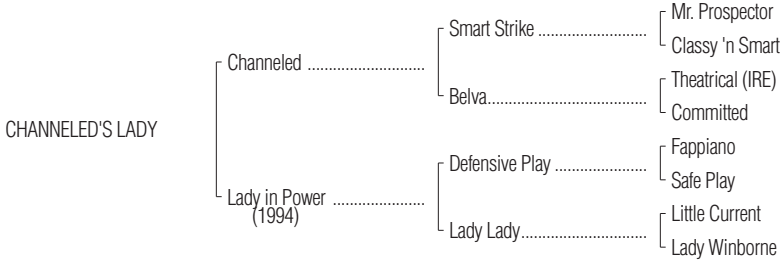 Mr. Prospector
Smart Strike ..........................
Classy 'n Smart
Channeled ............................
Theatrical (IRE)
Belva......................................
Committed
CHANNELED'S LADY
Fappiano
Defensive Play ......................
Safe Play
Lady in Power ......................
(1994)
Little Current
Lady Lady..............................
Lady Winborne